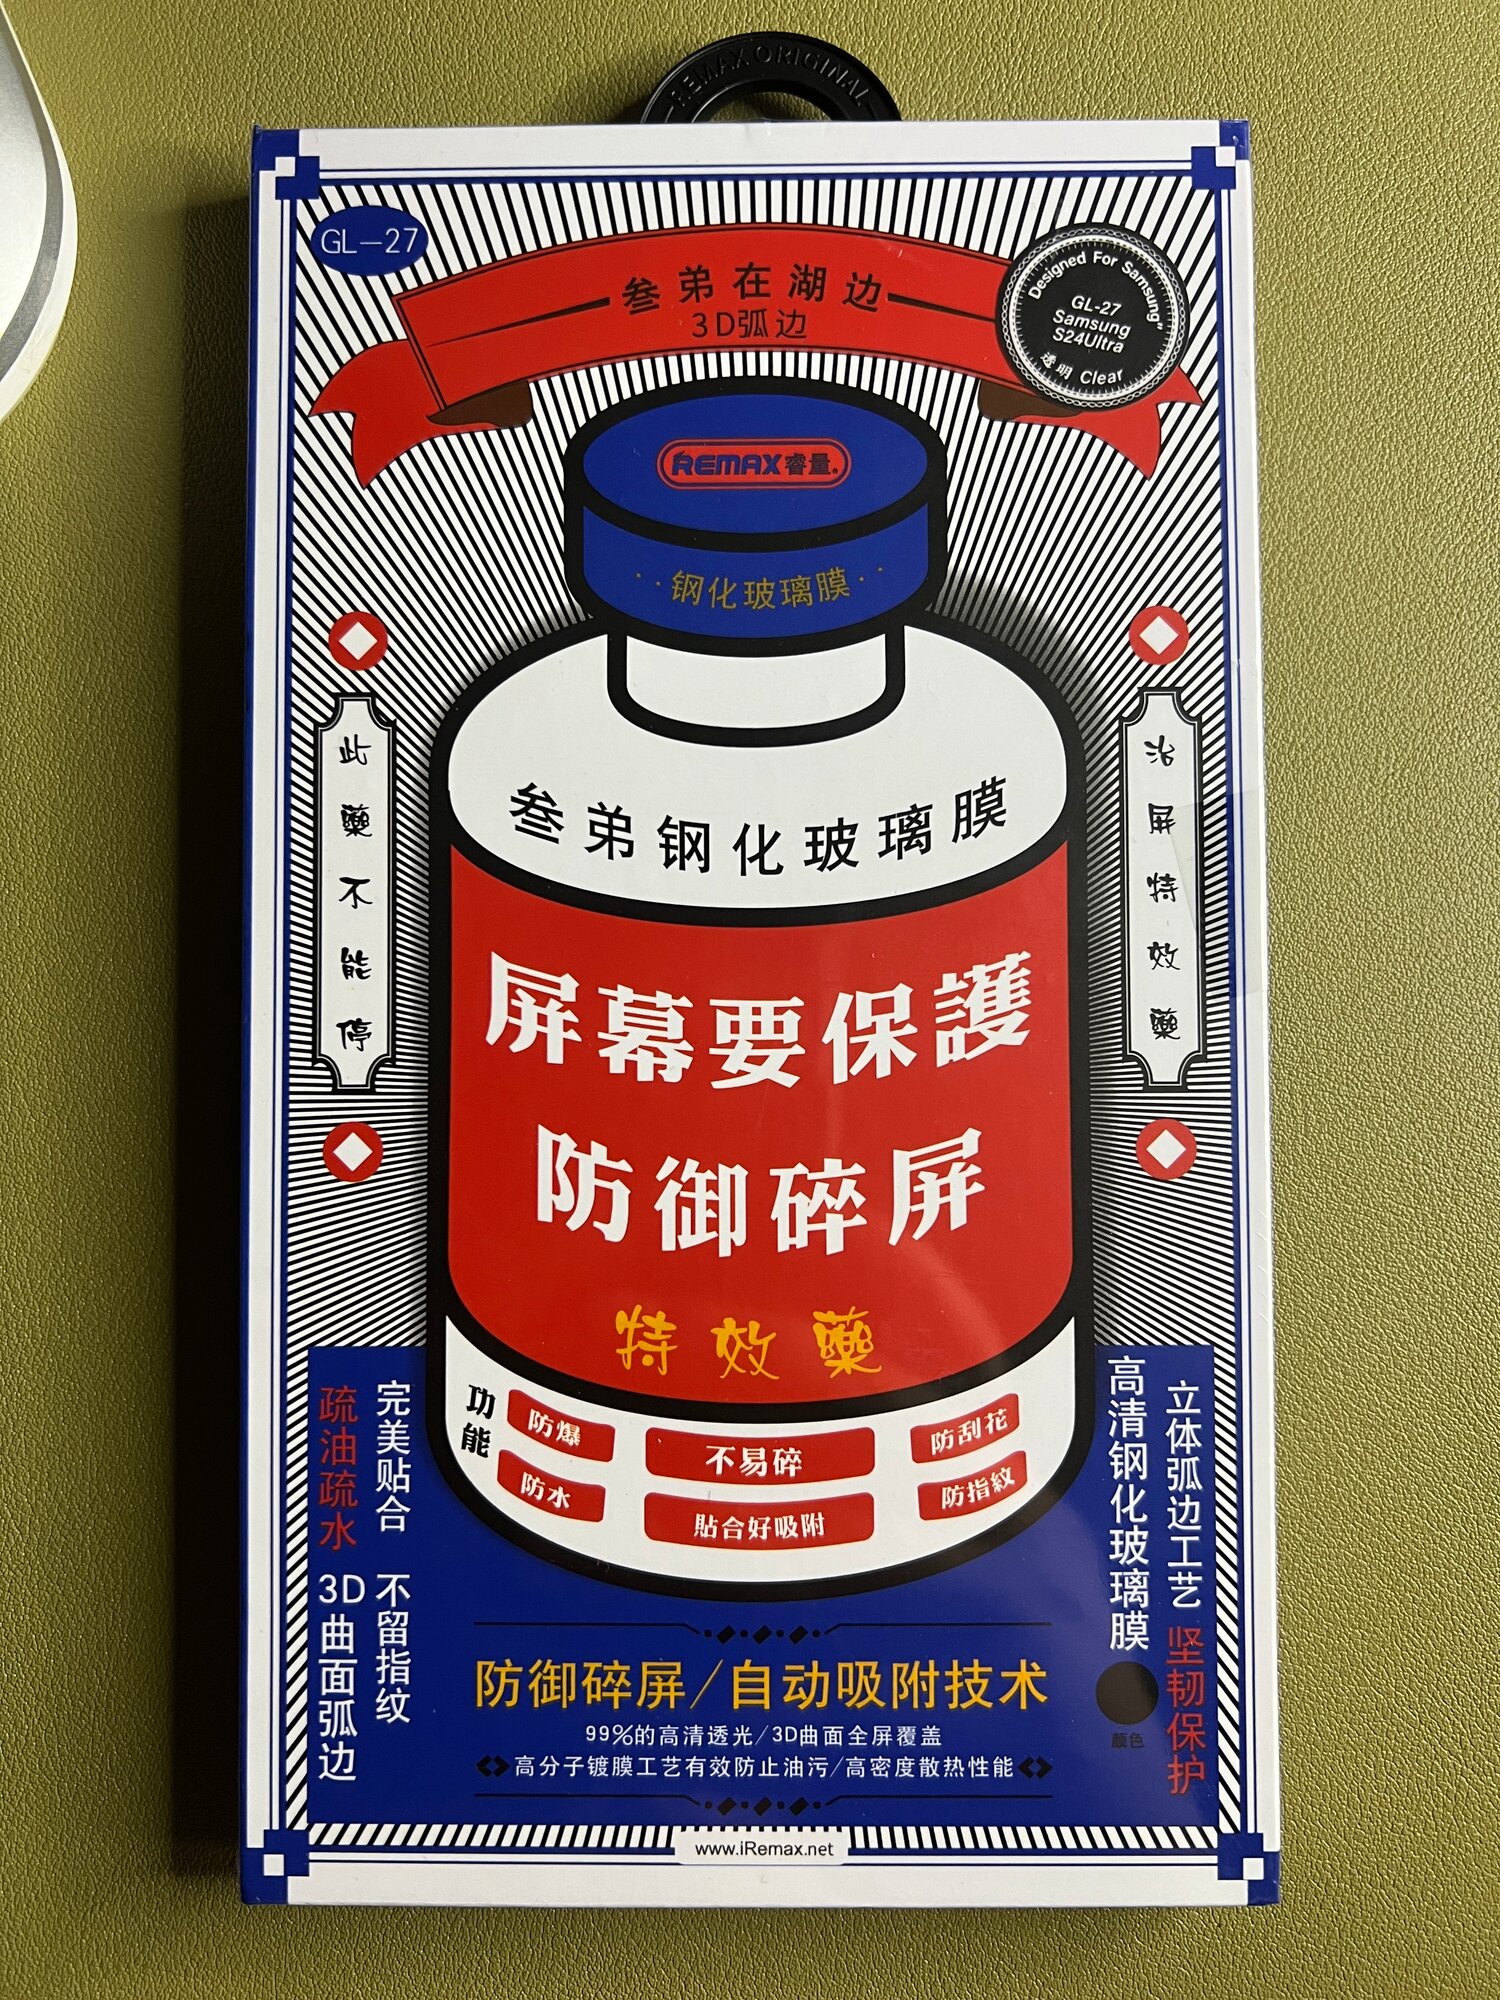 REMAX ORIGINAL
GL-27
叁弟在湖边
3D弧边
Designed For Samsung"
GL-27
Samsung
S24Ultra
透明 Clear
REMAX睿量
··钢化玻璃膜··
此藥不能停
治屏特效藥
叁弟钢化玻璃膜
屏幕要保護
防御碎屏
特效藥
功能
防爆
不易碎
防刮花
防水
貼合好吸附
防指紋
疏油疏水
3D曲面弧边
完美贴合 不留指纹
高清钢化玻璃膜
颜色
立体弧边工艺
坚韧保护
防御碎屏/自动吸附技术
99%的高清透光/3D曲面全屏覆盖
高分子镀膜工艺有效防止油污/高密度散热性能
www.iRemax.net